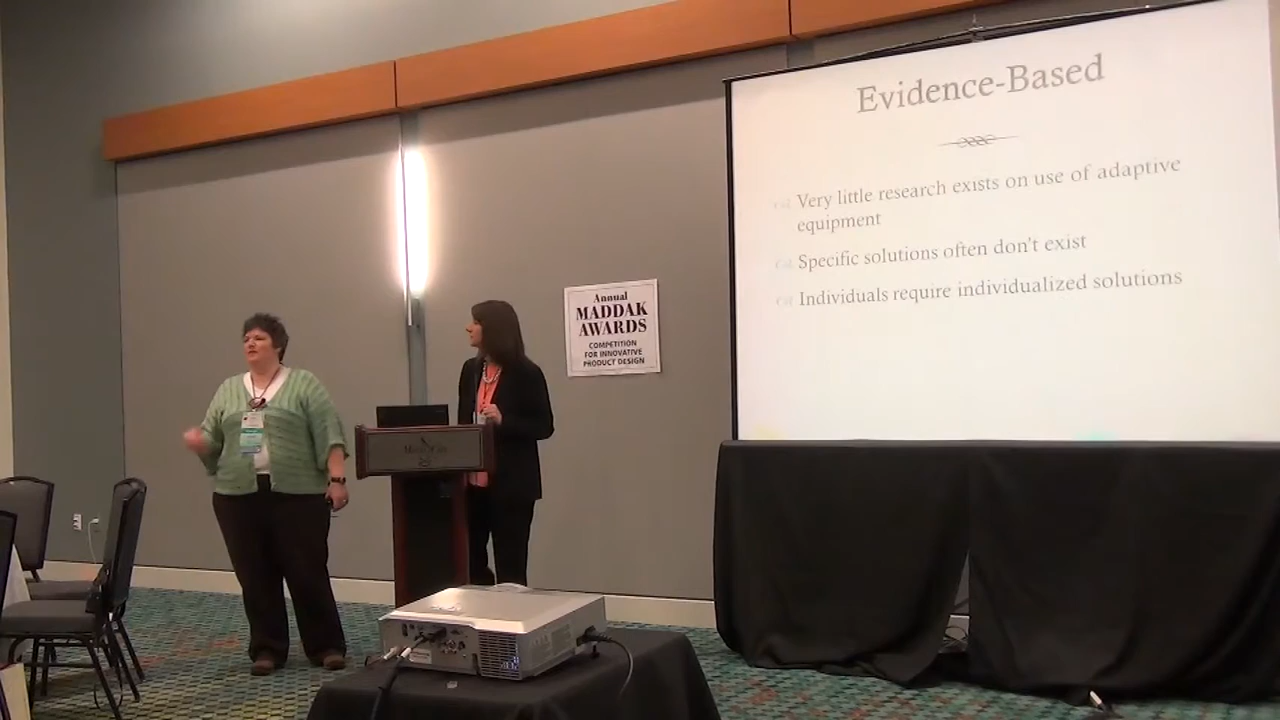 Evidence-Based
Very little research exists on use of adaptive
equipment
Specific solutions often don't exist
Individuals require individualized solutions
Annual
MADDAK
AWARDS
COMPETITION
FOR INNOVATIVE
PRODUCT DESIGN